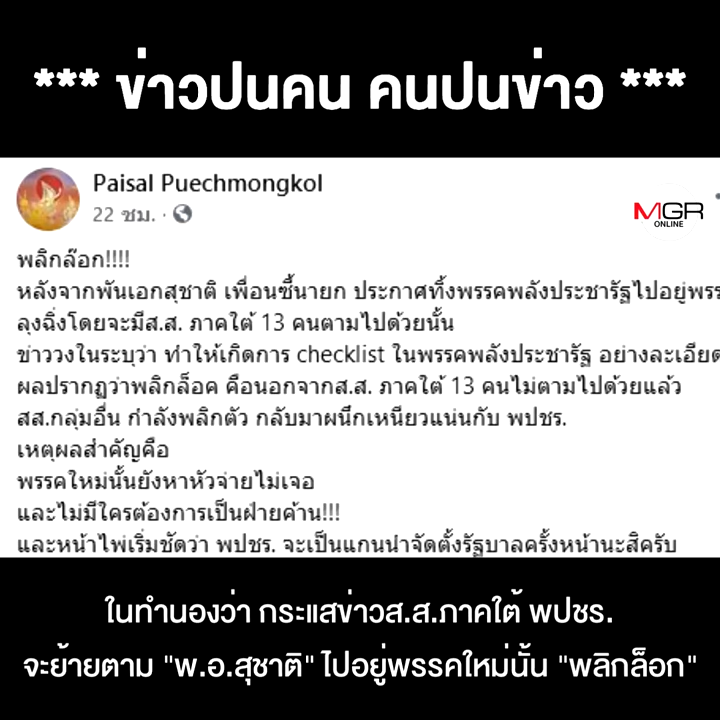 *** ข่าวปนคน คนปนข่าว ***
Paisal Puechmongkol
22 ชม. ·
MGR
ONLINE
พลิกล๊อก!!!!
หลังจากพันเอกสุชาติ เพื่อนซี้นายก ประกาศทิ้งพรรคพลังประชารัฐไปอยู่พรร
ลุงฉิ่งโดยจะมีส.ส. ภาคใต้ 13 คนตามไปด้วยนั้น
ข่าววงในระบุว่า ทำให้เกิดการ checklist ในพรรคพลังประชารัฐ อย่างละเอียด
ผลปรากฏว่าพลิกล็อค คือนอกจากส.ส. ภาคใต้ 13 คนไม่ตามไปด้วยแล้ว
สส.กลุ่มอื่น กำลังพลิกตัว กลับมาผนึกเหนียวแน่นกับ พปชร.
เหตุผลสำคัญคือ
พรรคใหม่นั้นยังหาหัวจ่ายไม่เจอ
และไม่มีใครต้องการเป็นฝ่ายค้าน!!!
และหน้าไพ่เริ่มชัดว่า พปชร. จะเป็นแกนนำจัดตั้งรัฐบาลครั้งหน้านะสิครับ
ในทำนองว่า กระแสข่าวส.ส.ภาคใต้ พปชร.
จะย้ายตาม "พ.อ.สุชาติ" ไปอยู่พรรคใหม่นั้น "พลิกล็อก"